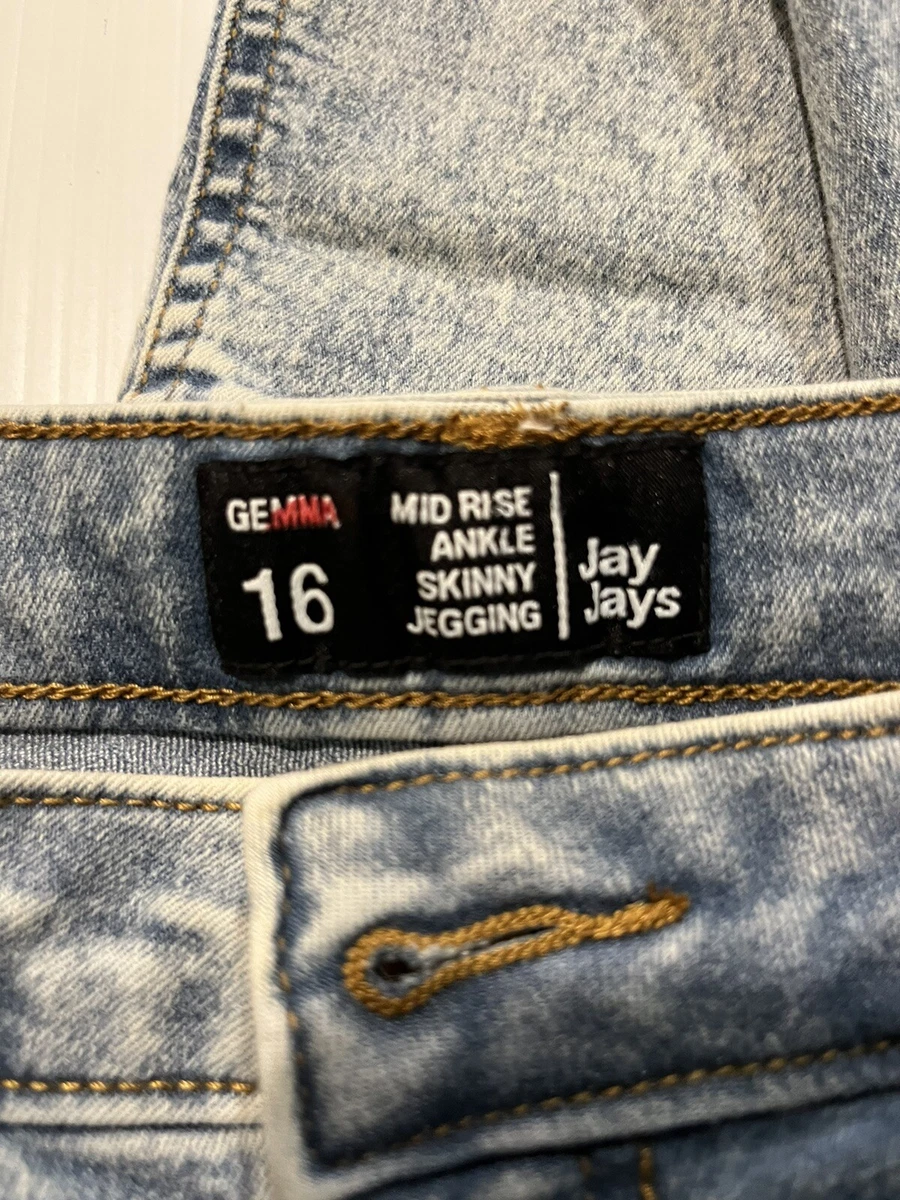 GEMMA
16
MID RISE
ANKLE
SKINNY
JEGGING
Jay
Jays